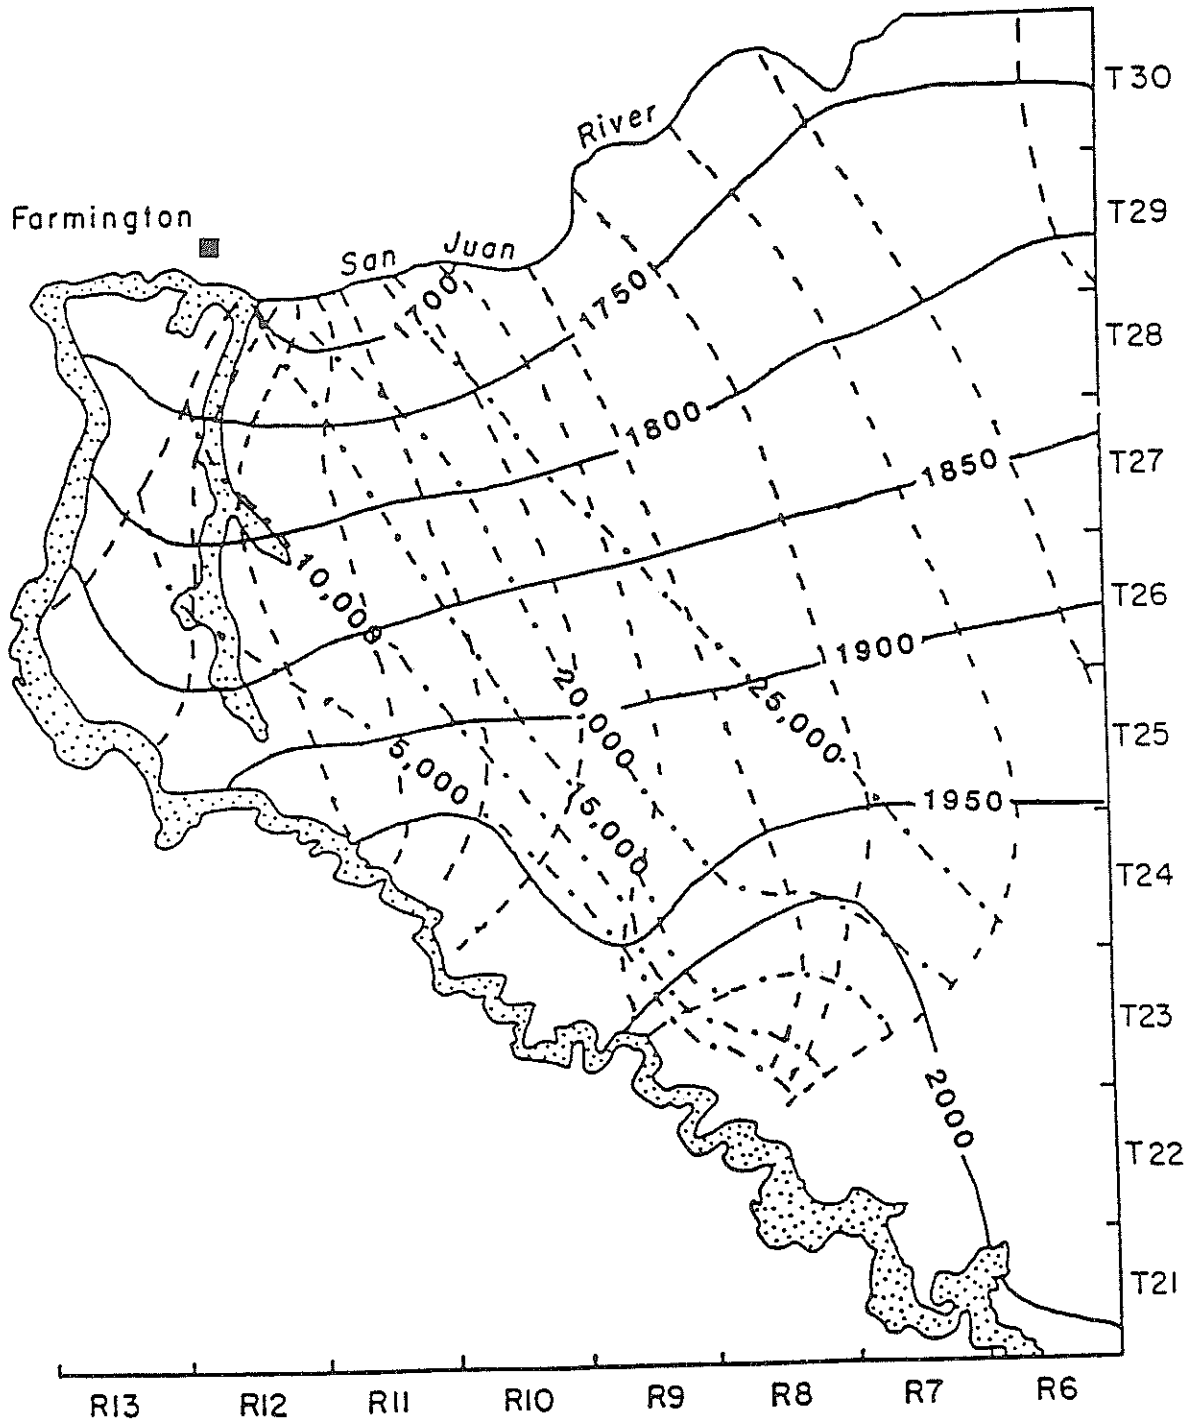 T30
River
T29
Farmington
San
Juan
1700
1750
T28
1800
1850
T27
10,000
T26
1900
20,000
25,000
T25
5,000
15,000
1950
T24
T23
2000
T22
T21
R13
R12
R11
R10
R9
R8
R7
R6